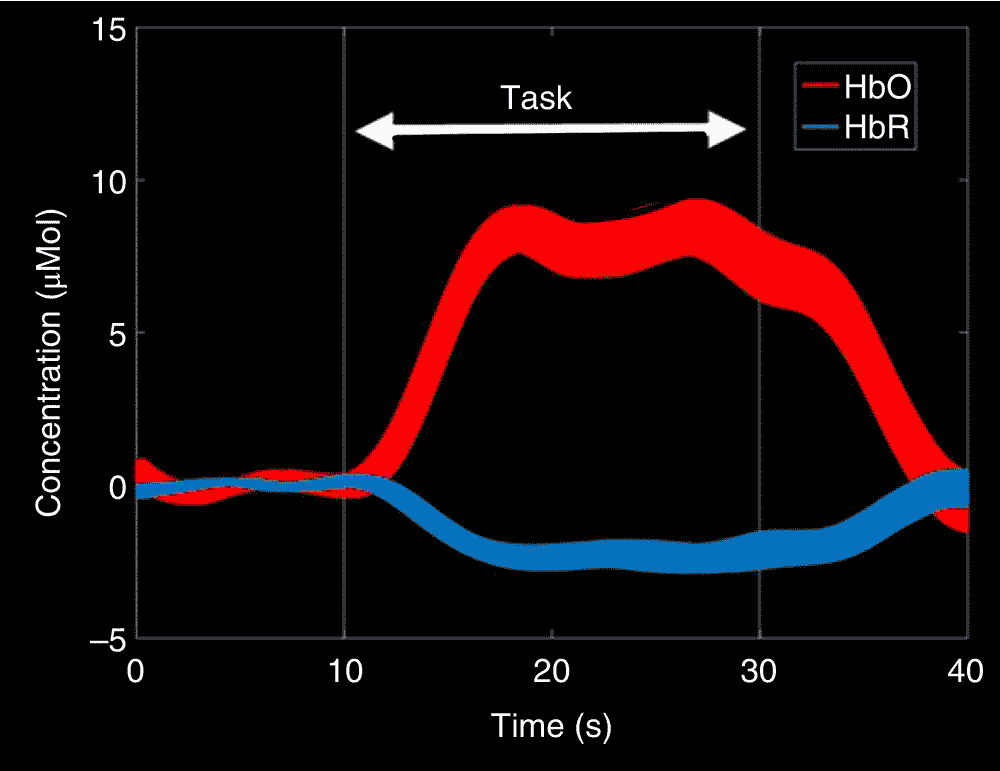 15
10
5
0
–5
Concentration (µMol)
Task
HbO
HbR
0 10 20 30 40
Time (s)